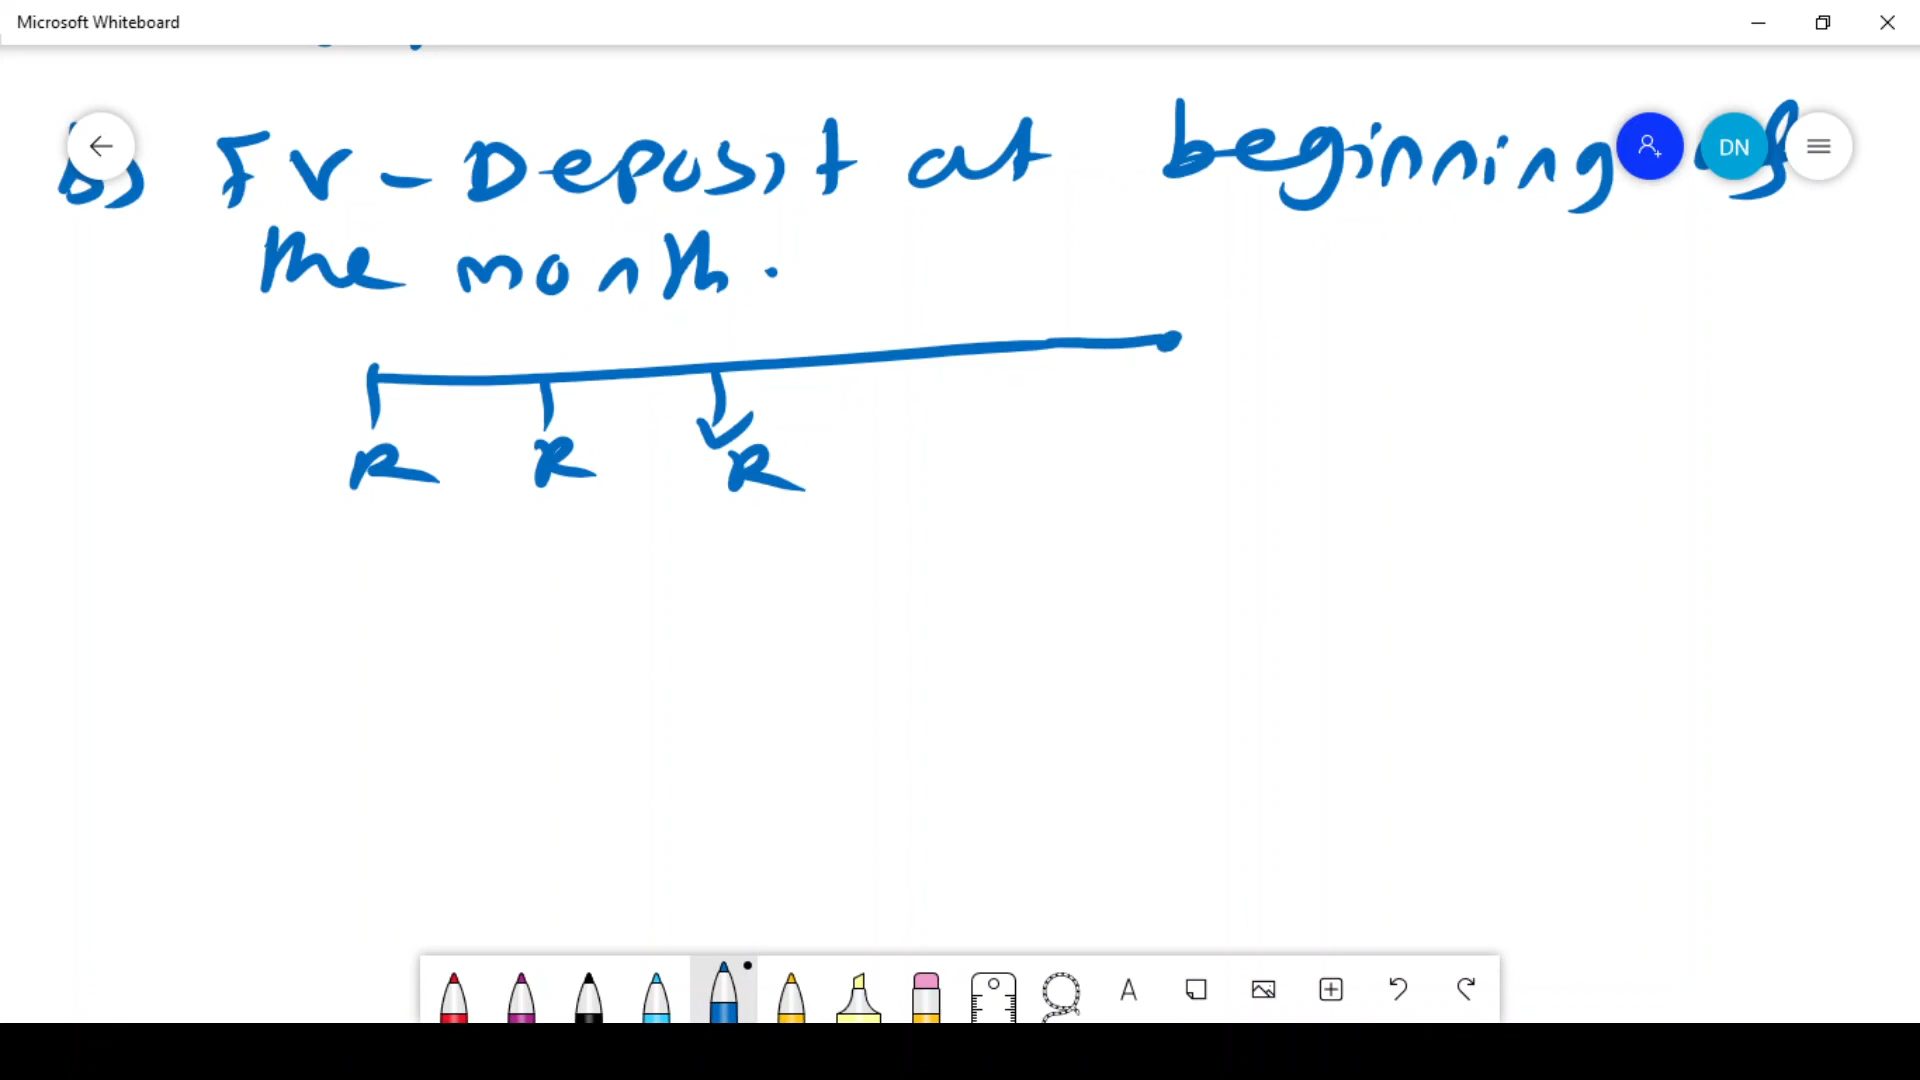 Microsoft Whiteboard
b) FV - Deposit at beginning of
DN
the month.
R R R
A